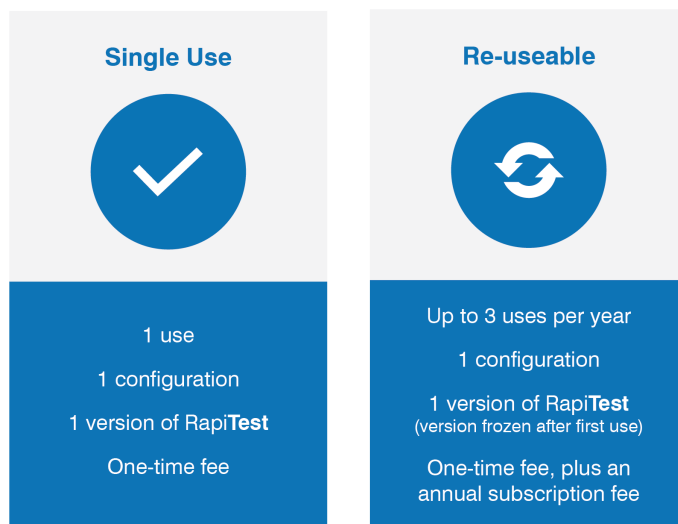 Single Use
1 use
1 configuration
1 version of RapiTest
One-time fee
Re-useable
Up to 3 uses per year
1 configuration
1 version of RapiTest
(version frozen after first use)
One-time fee, plus an
annual subscription fee